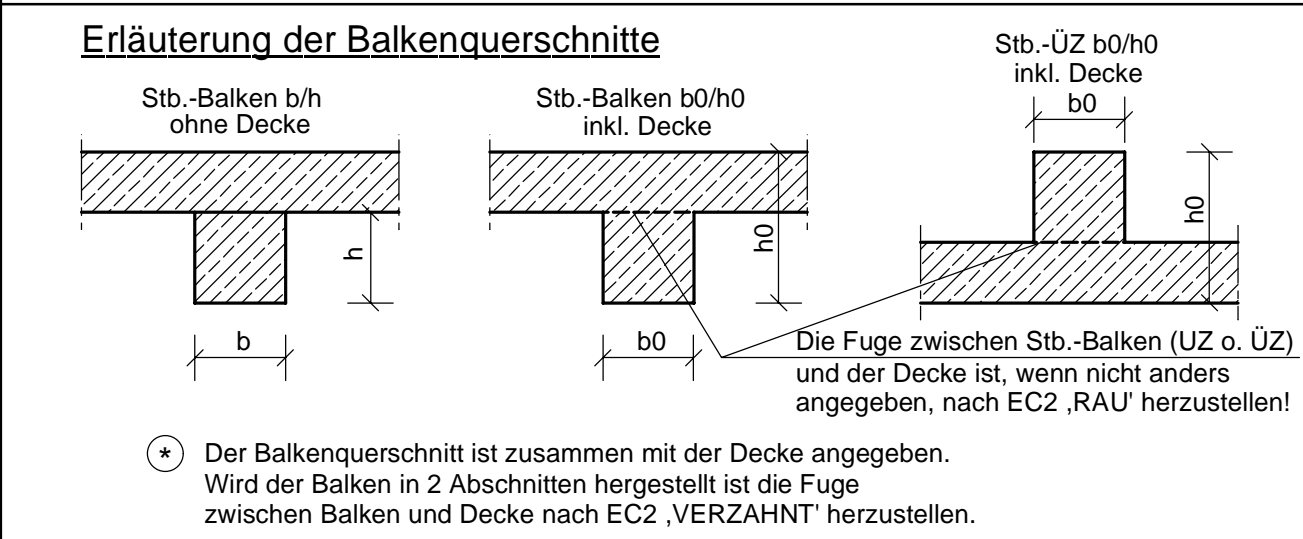 Erläuterung der Balkenquerschnitte
Stb.-Balken b/h
ohne Decke
h
b
Stb.-Balken b0/h0
inkl. Decke
h0
b0
Stb.-ÜZ b0/h0
inkl. Decke
b0
h0
Die Fuge zwischen Stb.-Balken (UZ o. ÜZ)
und der Decke ist, wenn nicht anders
angegeben, nach EC2 ,RAU' herzustellen!
* Der Balkenquerschnitt ist zusammen mit der Decke angegeben.
Wird der Balken in 2 Abschnitten hergestellt ist die Fuge
zwischen Balken und Decke nach EC2 ,VERZAHNT' herzustellen.